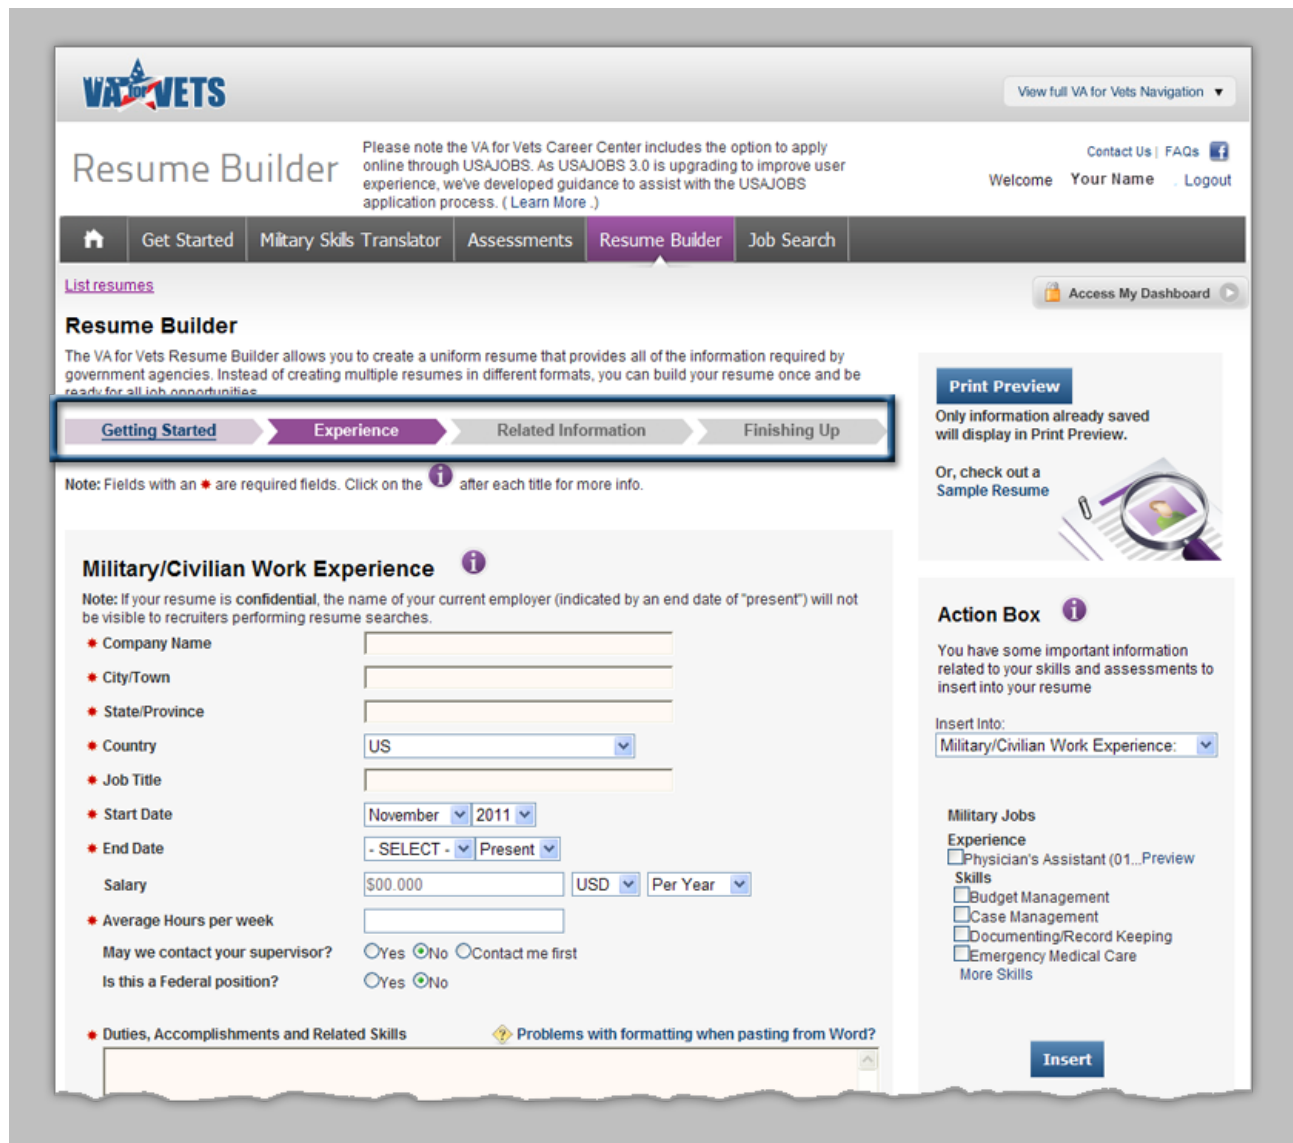 VA for VETS
View full VA for Vets Navigation
Resume Builder
Please note the VA for Vets Career Center includes the option to apply
online through USAJOBS. As USAJOBS 3.0 is upgrading to improve user
experience, we've developed guidance to assist with the USAJOBS
application process. ( Learn More .)
Contact Us | FAQs
Welcome Your Name . Logout
Get Started Military Skills Translator Assessments Resume Builder Job Search
List resumes
Access My Dashboard
Resume Builder
The VA for Vets Resume Builder allows you to create a uniform resume that provides all of the information required by
government agencies. Instead of creating multiple resumes in different formats, you can build your resume once and be
ready for all job opportunities
Getting Started Experience Related Information Finishing Up
Note: Fields with an * are required fields. Click on the i after each title for more info.
Print Preview
Only information already saved
will display in Print Preview.
Or, check out a
Sample Resume
Military/Civilian Work Experience i
Note: If your resume is confidential, the name of your current employer (indicated by an end date of "present") will not
be visible to recruiters performing resume searches.
* Company Name
* City/Town
* State/Province
* Country US
* Job Title
* Start Date November 2011
* End Date - SELECT - Present
Salary $00.000 USD Per Year
* Average Hours per week
May we contact your supervisor? Yes No Contact me first
Is this a Federal position? Yes No
* Duties, Accomplishments and Related Skills ? Problems with formatting when pasting from Word?
Action Box i
You have some important information
related to your skills and assessments to
insert into your resume
Insert Into:
Military/Civilian Work Experience:
Military Jobs
Experience
Physician's Assistant (01...Preview
Skills
Budget Management
Case Management
Documenting/Record Keeping
Emergency Medical Care
More Skills
Insert